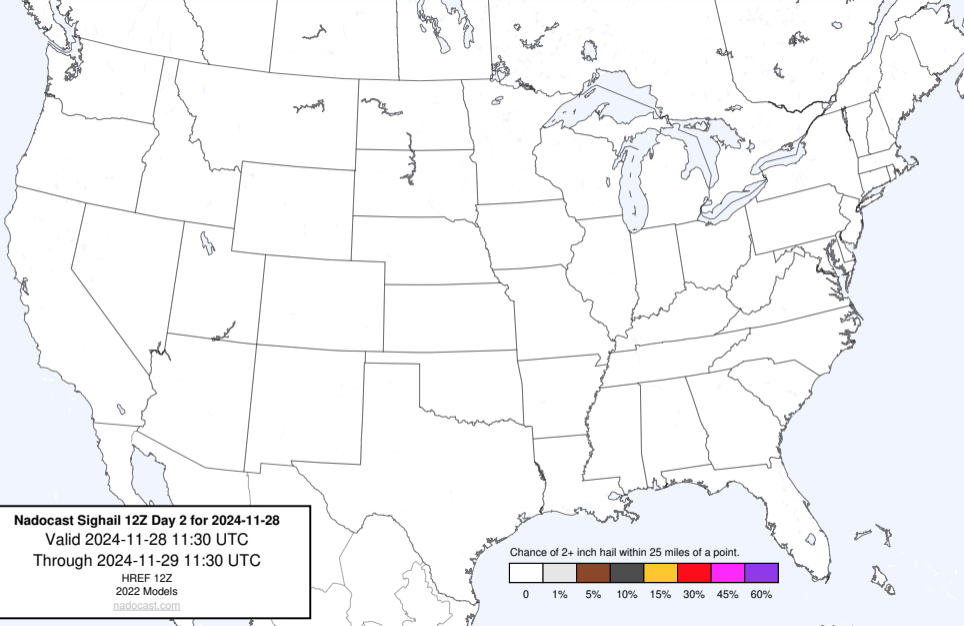 Nadocast Sighail 12Z Day 2 for 2024-11-28
Valid 2024-11-28 11:30 UTC
Through 2024-11-29 11:30 UTC
HREF 12Z
2022 Models
nadocast.com
Chance of 2+ inch hail within 25 miles of a point.
0 1% 5% 10% 15% 30% 45% 60%